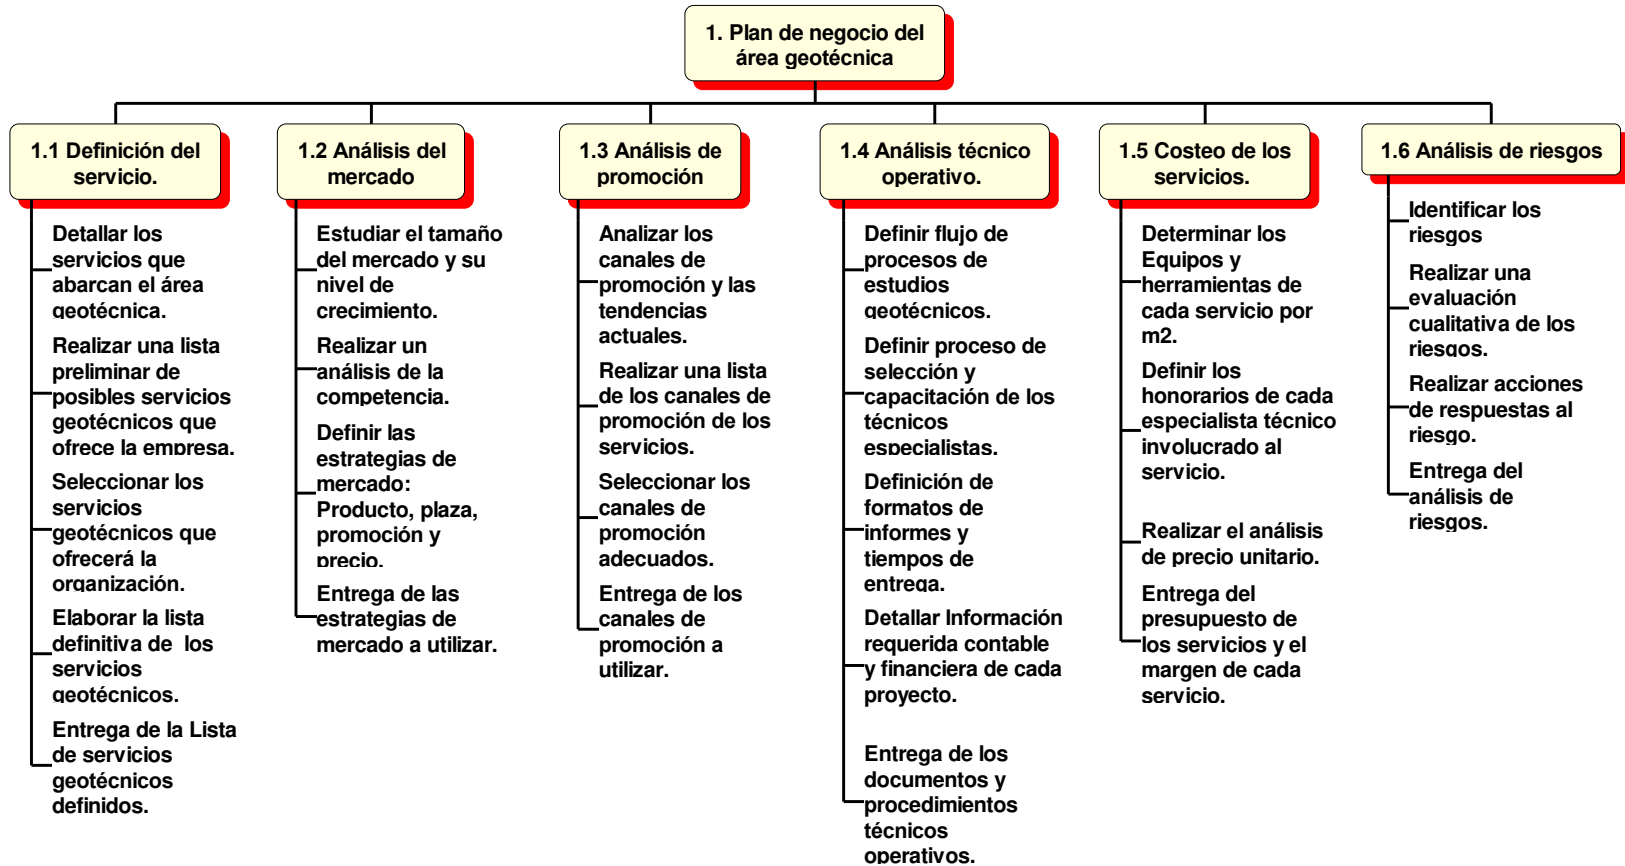 1. Plan de negocio del
área geotécnica
1.1 Definición del
servicio.
Detallar los
servicios que
abarcan el área
geotécnica.
Realizar una lista
preliminar de
posibles servicios
geotécnicos que
ofrece la empresa.
Seleccionar los
servicios
geotécnicos que
ofrecerá la
organización.
Elaborar la lista
definitiva de  los
servicios
geotécnicos.
Entrega de la Lista
de servicios
geotécnicos
definidos.
1.2 Análisis del
mercado
Estudiar el tamaño
del mercado y su
nivel de
crecimiento.
Realizar un
análisis de la
competencia.
Definir las
estrategias de
mercado:
Producto, plaza,
promoción y
precio.
Entrega de las
estrategias de
mercado a utilizar.
1.3 Análisis de
promoción
Analizar los
canales de
promoción y las
tendencias
actuales.
Realizar una lista
de los canales de
promoción de los
servicios.
Seleccionar los
canales de
promoción
adecuados.
Entrega de los
canales de
promoción a
utilizar.
1.4 Análisis técnico
operativo.
Definir flujo de
procesos de
estudios
geotécnicos.
Definir proceso de
selección y
capacitación de los
técnicos
especialistas.
Definición de
formatos de
informes y
tiempos de
entrega.
Detallar Información
requerida contable
y financiera de cada
proyecto.
Entrega de los
documentos y
procedimientos
técnicos
operativos.
1.5 Costeo de los
servicios.
Determinar los
Equipos y
herramientas de
cada servicio por
m2.
Definir los
honorarios de cada
especialista técnico
involucrado al
servicio.
Realizar el análisis
de precio unitario.
Entrega del
presupuesto de
los servicios y el
margen de cada
servicio.
1.6 Análisis de riesgos
Identificar los
riesgos
Realizar una
evaluación
cualitativa de los
riesgos.
Realizar acciones
de respuestas al
riesgo.
Entrega del
análisis de
riesgos.